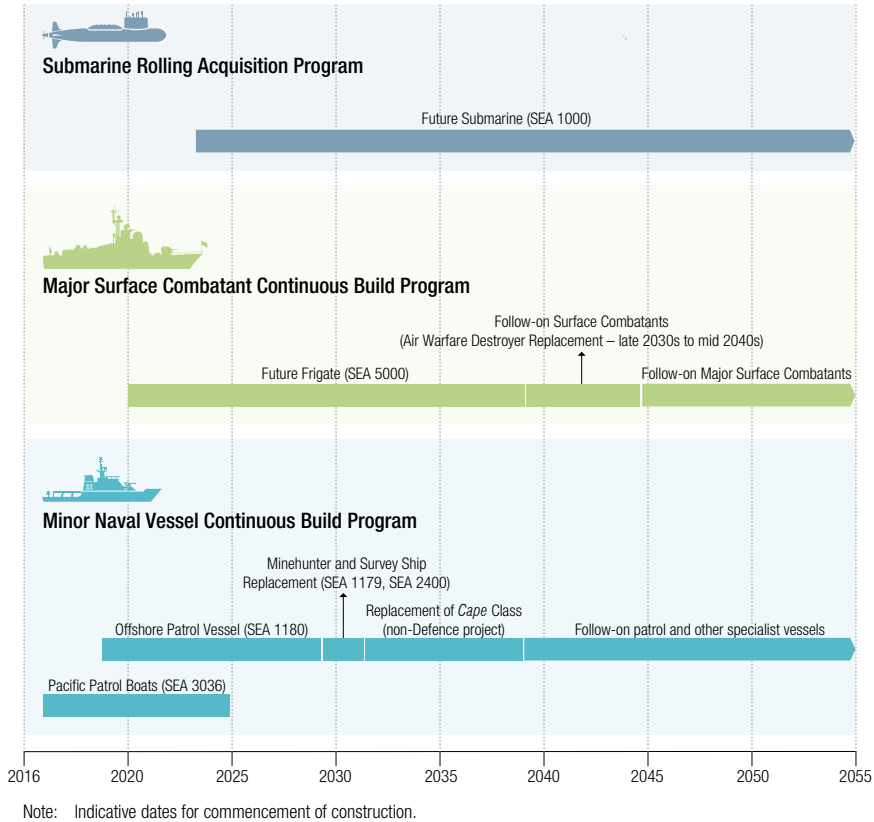 Submarine Rolling Acquisition Program
Future Submarine (SEA 1000)
Major Surface Combatant Continuous Build Program
Follow-on Surface Combatants
(Air Warfare Destroyer Replacement – late 2030s to mid 2040s)
Future Frigate (SEA 5000)
Follow-on Major Surface Combatants
Minor Naval Vessel Continuous Build Program
Minehunter and Survey Ship
Replacement (SEA 1179, SEA 2400)
Replacement of Cape Class
(non-Defence project)
Offshore Patrol Vessel (SEA 1180)
Follow-on patrol and other specialist vessels
Pacific Patrol Boats (SEA 3036)
2016 2020 2025 2030 2035 2040 2045 2050 2055
Note: Indicative dates for commencement of construction.